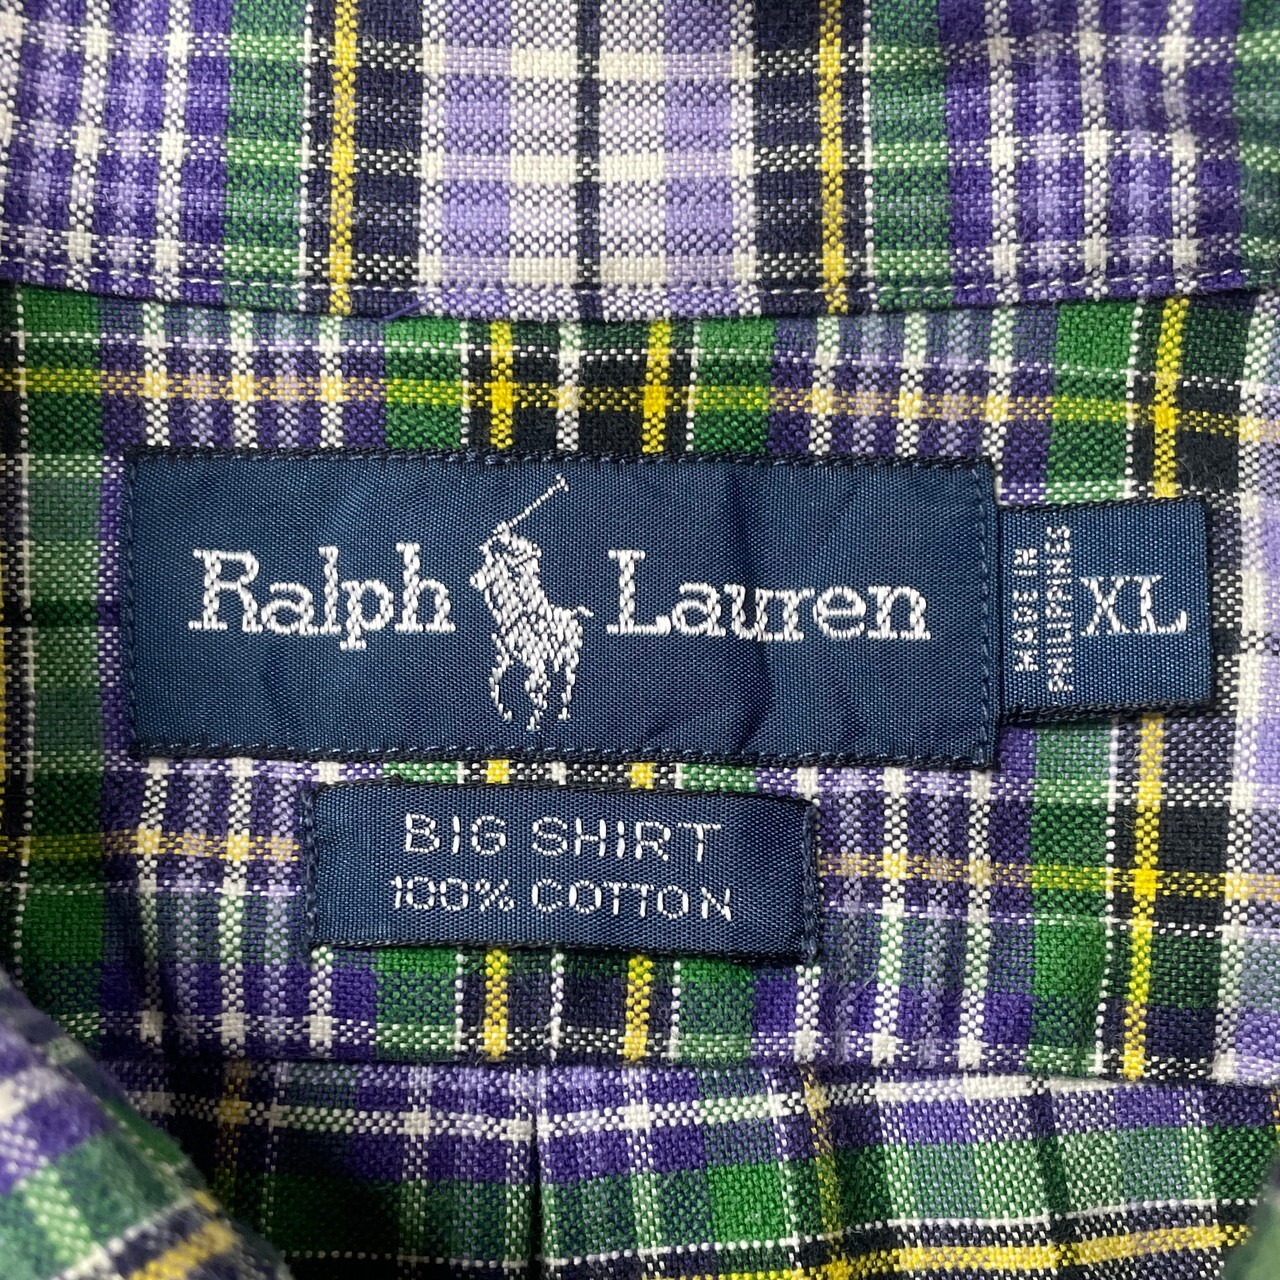 Ralph Lauren
MADE IN
PHILIPPINES
XL
BIG SHIRT
100% COTTON